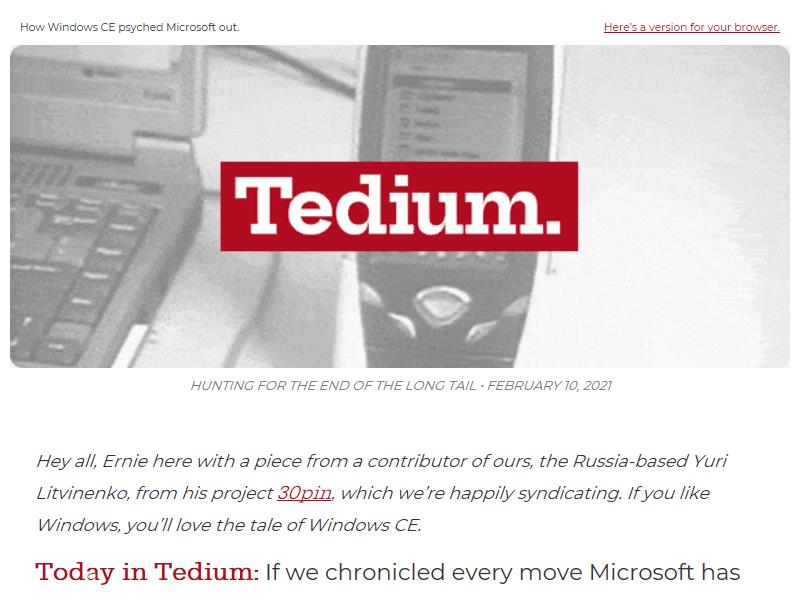 How Windows CE psyched Microsoft out.
Here's a version for your browser.
Tedium.
HUNTING FOR THE END OF THE LONG TAIL • FEBRUARY 10, 2021
Hey all, Ernie here with a piece from a contributor of ours, the Russia-based Yuri
Litvinenko, from his project 30pin, which we’re happily syndicating. If you like
Windows, you’ll love the tale of Windows CE.
Today in Tedium: If we chronicled every move Microsoft has